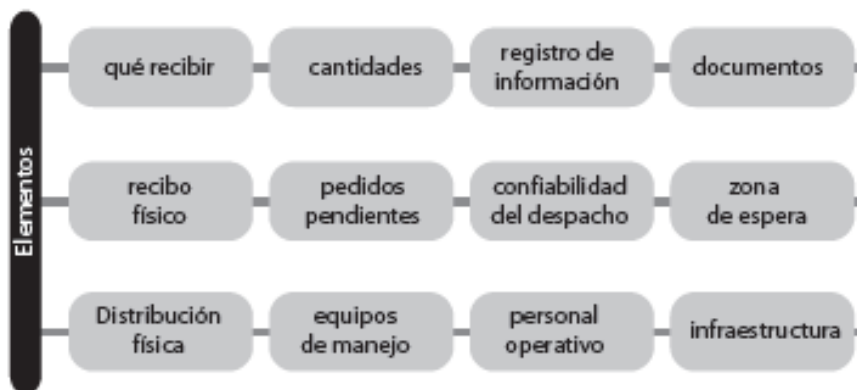 Elementos
qué recibir
cantidades
registro de
información
documentos
recibo
físico
pedidos
pendientes
confiabilidad
del despacho
zona
de espera
Distribución
física
equipos
de manejo
personal
operativo
infraestructura